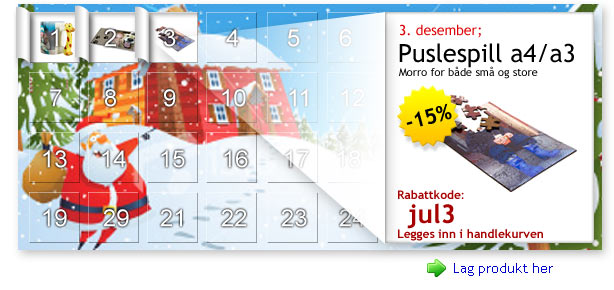 1 2 3 4 5 6
7 8 9 10 11 12
13 14 15 16 17 18
19 29 21 22 23 24
3. desember;
Puslespill a4/a3
Morro for både små og store
-15%
Rabattkode:
jul3
Legges inn i handlekurven
Lag produkt her